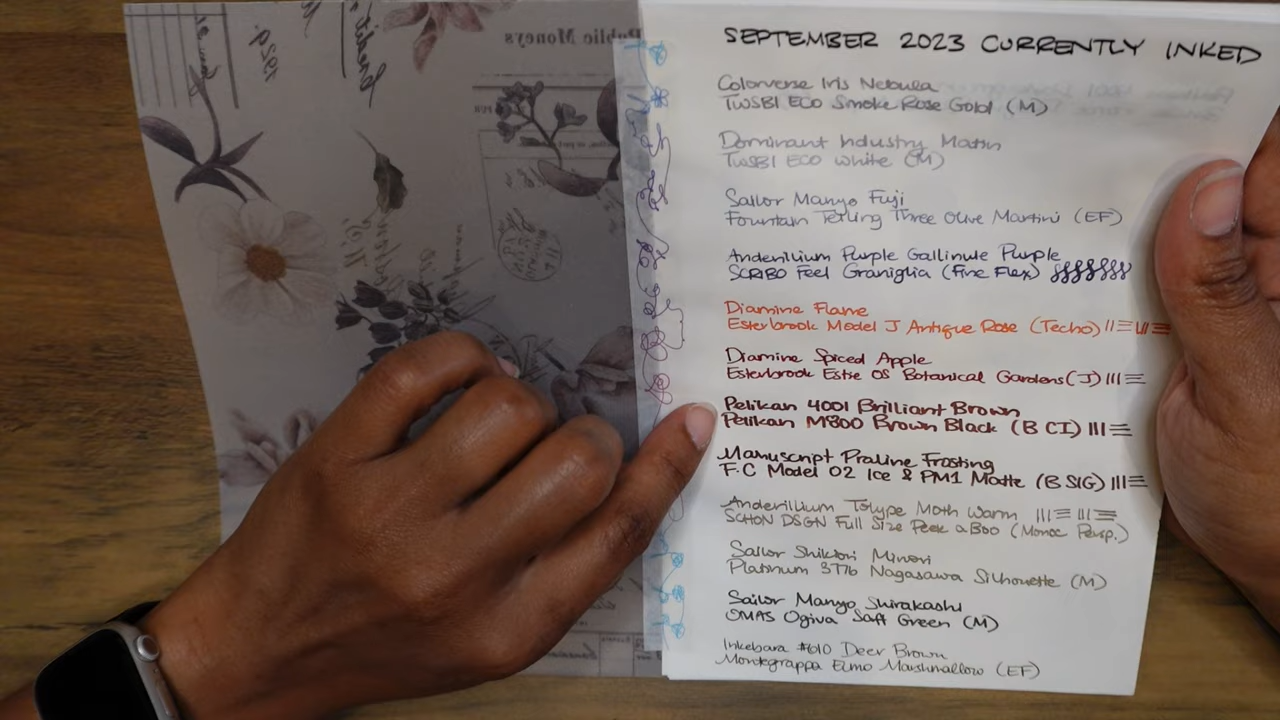 Public Moneys
1929.
SEPTEMBER 2023 CURRENTLY INKED
Colorverse Iris Nebula
TWSBI ECO Smoke Rose Gold (M)
Dominant Industry Martin
TWSBI ECO White (M)
Sailor Manyo Fuji
Fountain Telling Three Olive Martini (EF)
Anderillium Purple Gallinule Purple
SCRIBO Feel Graniglia (Fine Flex)
Diamine Flame
Esterbrook Model J Antique Rose (Techo)
Diamine Spiced Apple
Esterbrook Estie OS Botanical Gardens (J)
Pelikan 4001 Brilliant Brown
Pelikan M800 Brown Black (B CI)
Manuscript Praline Frosting
F.C Model 02 Ice & PM1 Matte (B SIG)
Anderillium Tolype Moth Warm
SCHON DSGN Full Size Peek a Boo (Monoc Persp.)
Sailor Shikiori Minori
Platinum 3776 Nagasawa Silhouette (M)
Sailor Manyo Shirakashi
OMAS Ogiva Saft Green (M)
Inkebara #610 Deer Brown
Montegrappa Elmo Marshmallow (EF)